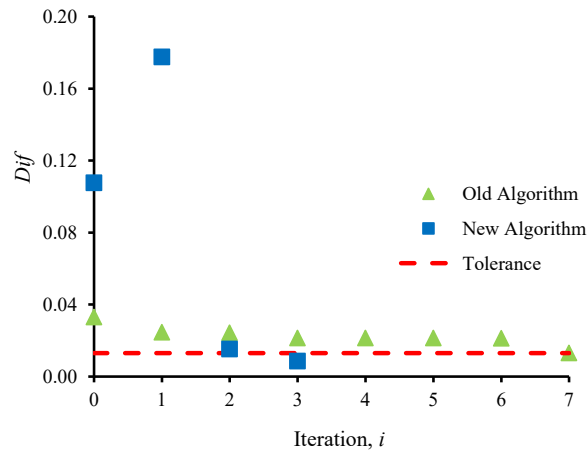 0.20
0.16
0.12
0.08
0.04
0.00
Dif
Old Algorithm
New Algorithm
Tolerance
0 1 2 3 4 5 6 7
Iteration, i